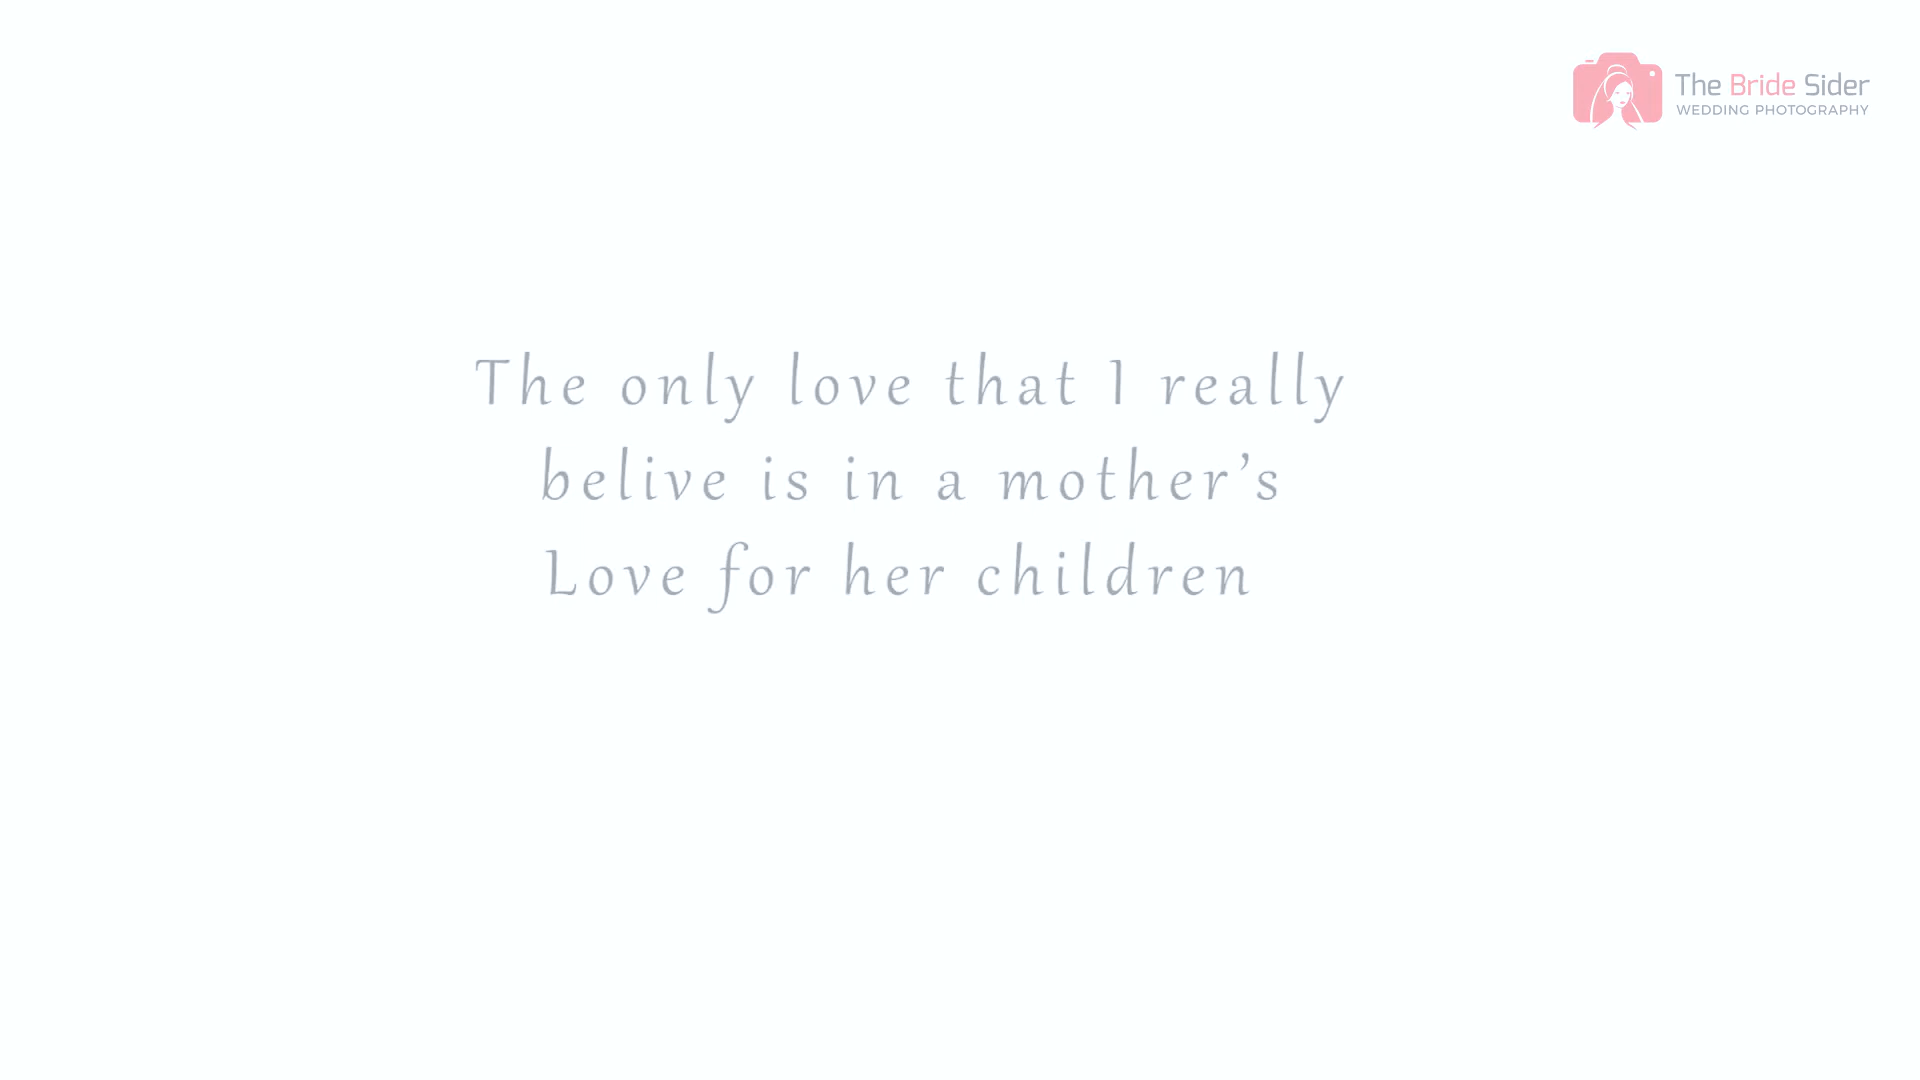 The Bride Sider
WEDDING PHOTOGRAPHY
The only love that I really
belive is in a mother’s
Love for her children